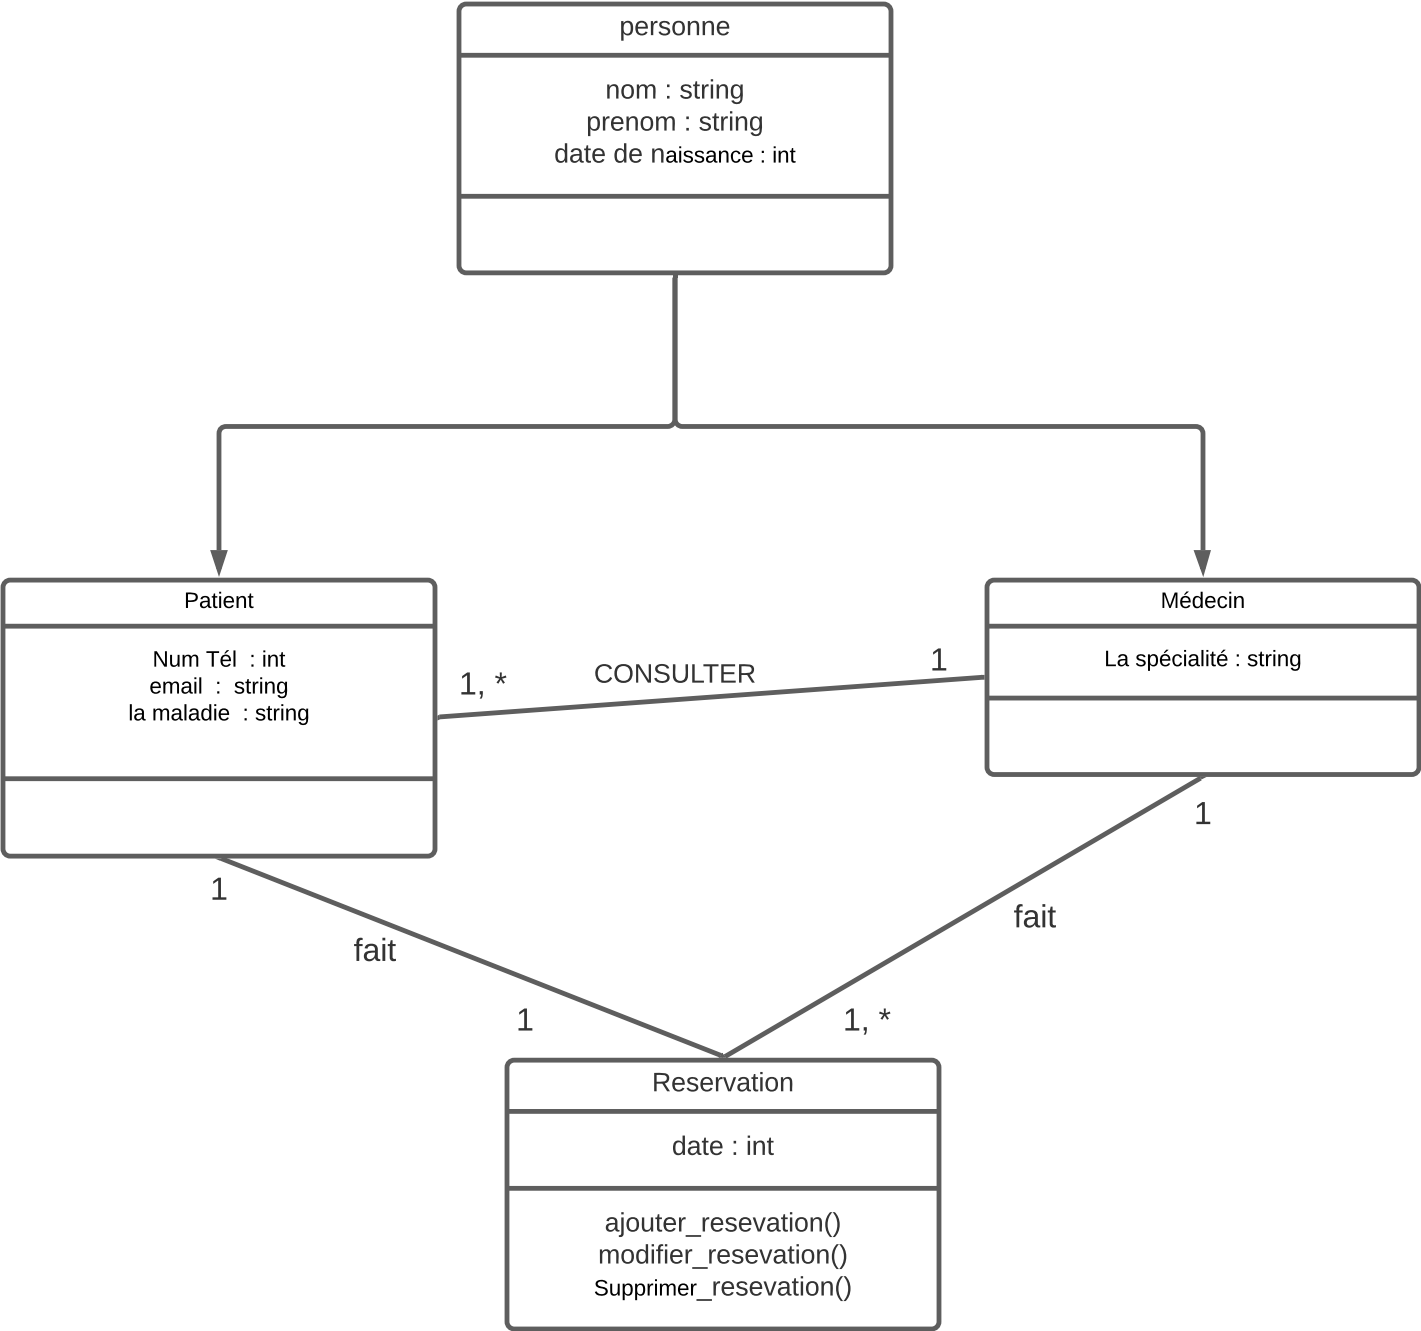 personne
nom : string
prenom : string
date de naissance : int
Patient
Num Tél  : int
email  :  string
la maladie  : string
1, *
CONSULTER
1
Médecin
La spécialité : string
1
fait
1
1
fait
1, *
Reservation
date : int
ajouter_resevation()
modifier_resevation()
Supprimer_resevation()